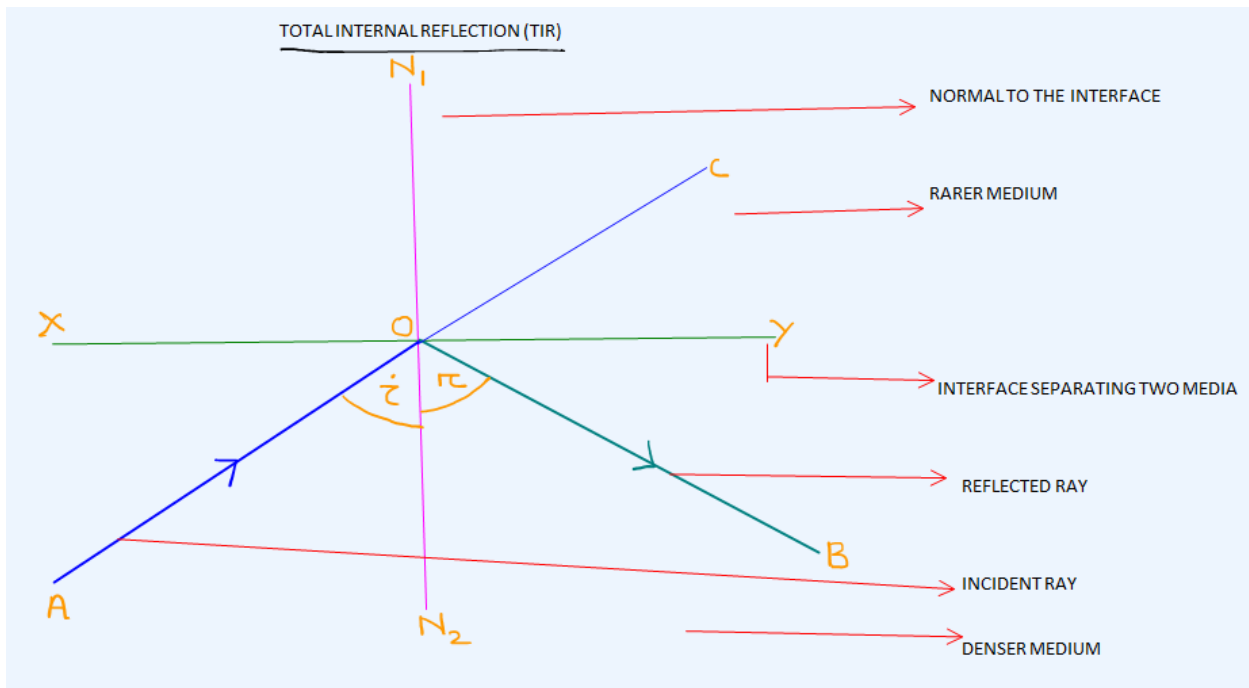 TOTAL INTERNAL REFLECTION (TIR)
N₁
NORMAL TO THE INTERFACE
C
RARER MEDIUM
X
O
Y
i
r
INTERFACE SEPARATING TWO MEDIA
REFLECTED RAY
B
INCIDENT RAY
A
N₂
DENSER MEDIUM